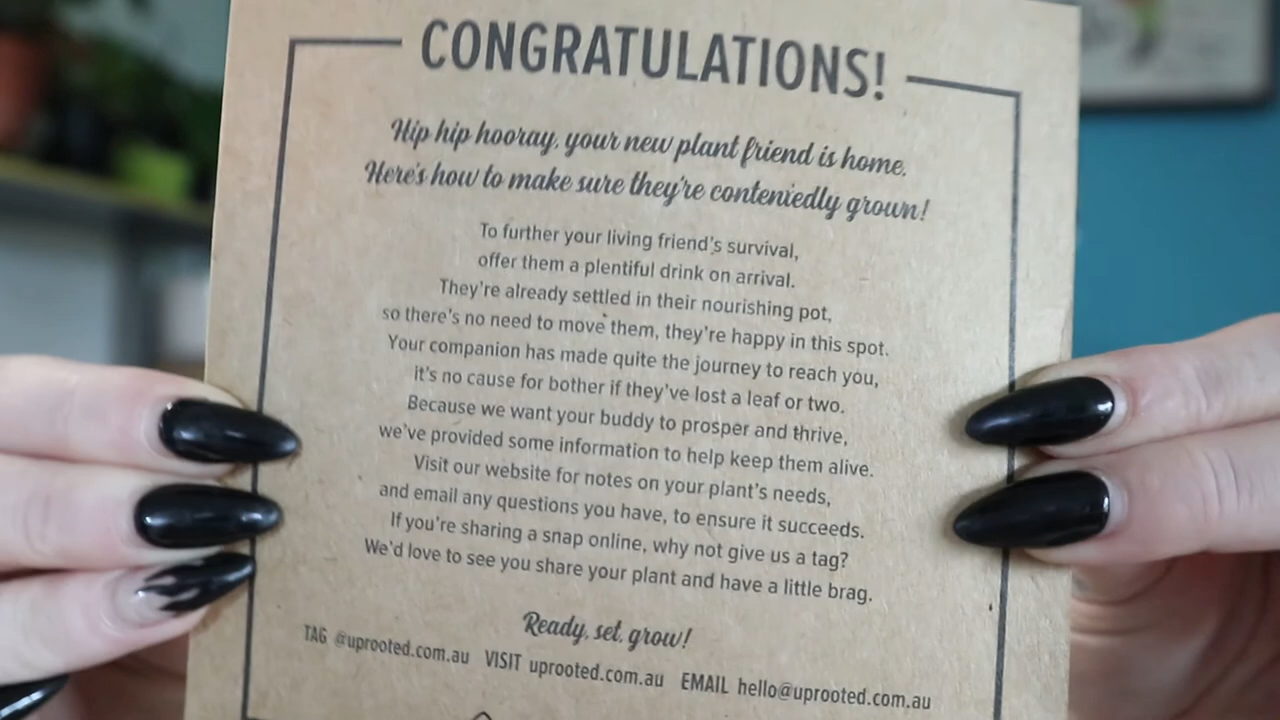 CONGRATULATIONS!
Hip hip hooray, your new plant friend is home.
Here's how to make sure they're contentedly grown!
To further your living friend's survival,
offer them a plentiful drink on arrival.
They're already settled in their nourishing pot,
so there's no need to move them, they're happy in this spot.
Your companion has made quite the journey to reach you,
it's no cause for bother if they've lost a leaf or two.
Because we want your buddy to prosper and thrive,
we've provided some information to help keep them alive.
Visit our website for notes on your plant's needs,
and email any questions you have, to ensure it succeeds.
If you're sharing a snap online, why not give us a tag?
We'd love to see you share your plant and have a little brag.
Ready, set, grow!
TAG @uprooted.com.au VISIT uprooted.com.au EMAIL hello@uprooted.com.au